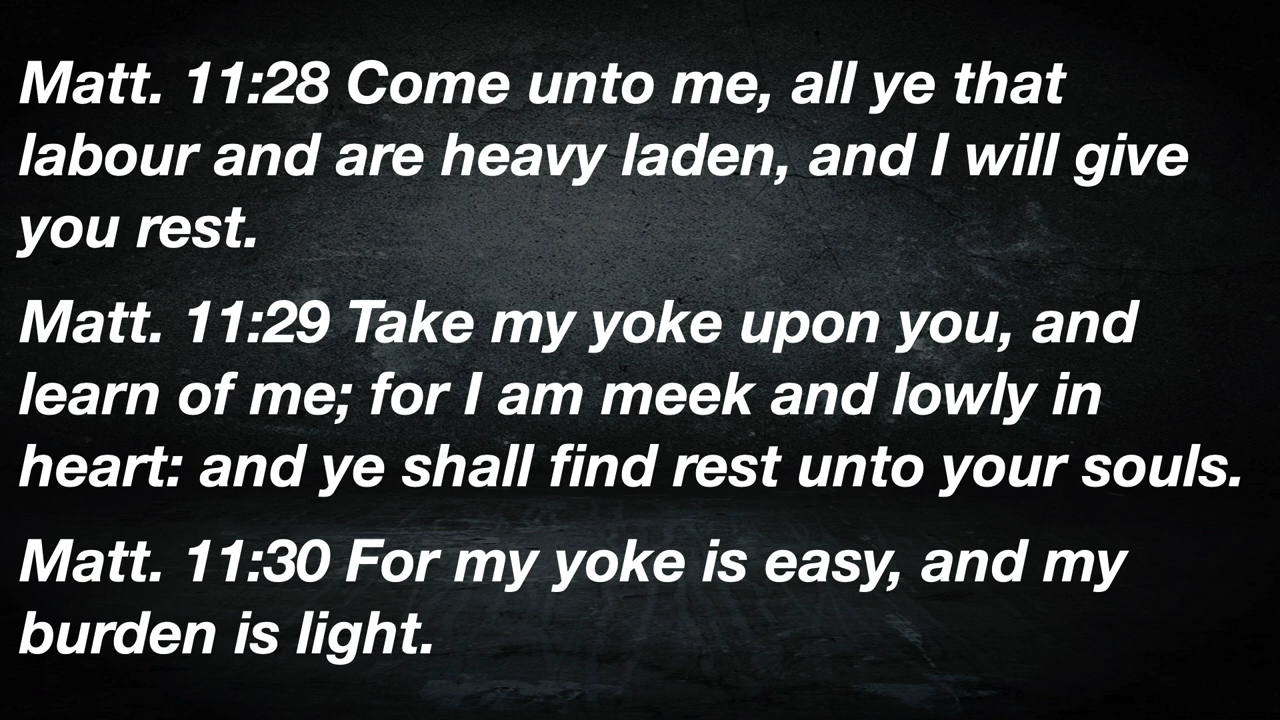 Matt. 11:28 Come unto me, all ye that
labour and are heavy laden, and I will give
you rest.
Matt. 11:29 Take my yoke upon you, and
learn of me; for I am meek and lowly in
heart: and ye shall find rest unto your souls.
Matt. 11:30 For my yoke is easy, and my
burden is light.